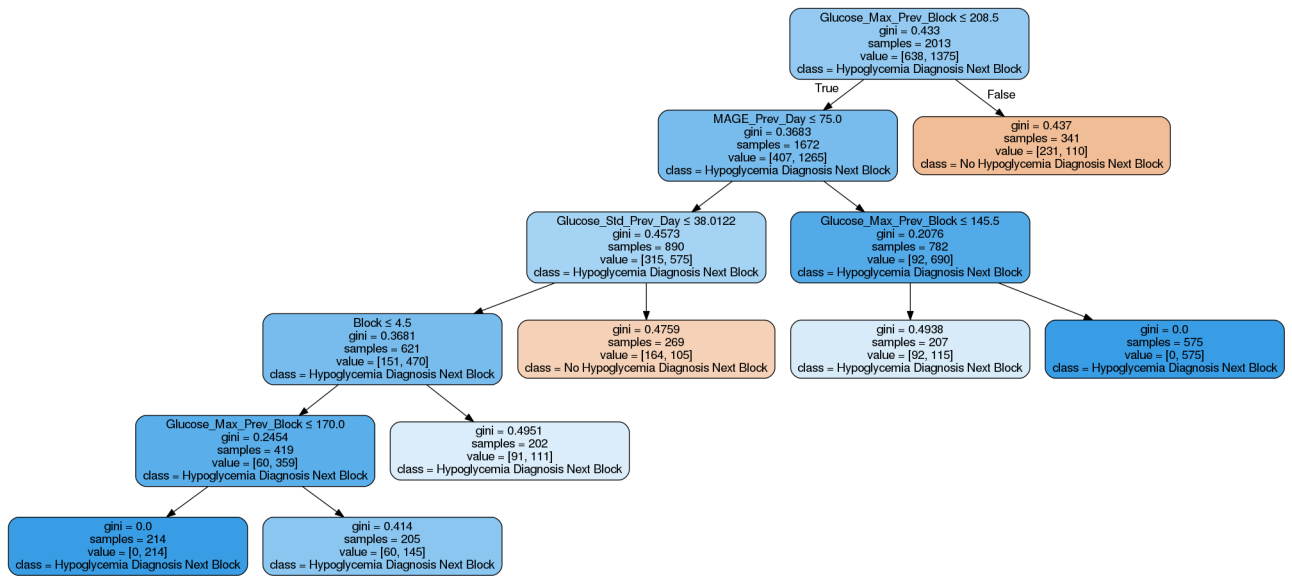 Glucose_Max_Prev_Block ≤ 208.5
gini = 0.433
samples = 2013
value = [638, 1375]
class = Hypoglycemia Diagnosis Next Block
True
False
MAGE_Prev_Day ≤ 75.0
gini = 0.3683
samples = 1672
value = [407, 1265]
class = Hypoglycemia Diagnosis Next Block
gini = 0.437
samples = 341
value = [231, 110]
class = No Hypoglycemia Diagnosis Next Block
Glucose_Std_Prev_Day ≤ 38.0122
gini = 0.4573
samples = 890
value = [315, 575]
class = Hypoglycemia Diagnosis Next Block
Glucose_Max_Prev_Block ≤ 145.5
gini = 0.2076
samples = 782
value = [92, 690]
class = Hypoglycemia Diagnosis Next Block
Block ≤ 4.5
gini = 0.3681
samples = 621
value = [151, 470]
class = Hypoglycemia Diagnosis Next Block
gini = 0.4759
samples = 269
value = [164, 105]
class = No Hypoglycemia Diagnosis Next Block
gini = 0.4938
samples = 207
value = [92, 115]
class = Hypoglycemia Diagnosis Next Block
gini = 0.0
samples = 575
value = [0, 575]
class = Hypoglycemia Diagnosis Next Block
Glucose_Max_Prev_Block ≤ 170.0
gini = 0.2454
samples = 419
value = [60, 359]
class = Hypoglycemia Diagnosis Next Block
gini = 0.4951
samples = 202
value = [91, 111]
class = Hypoglycemia Diagnosis Next Block
gini = 0.0
samples = 214
value = [0, 214]
class = Hypoglycemia Diagnosis Next Block
gini = 0.414
samples = 205
value = [60, 145]
class = Hypoglycemia Diagnosis Next Block